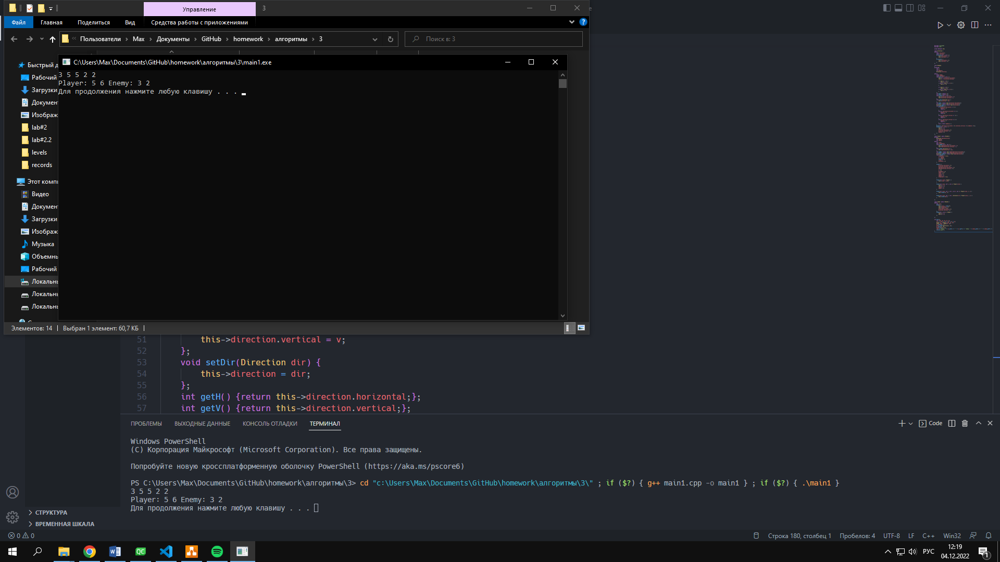 Управление
3
Файл
Главная
Поделиться
Вид
Средства работы с приложениями
Пользователи
Max
Документы
GitHub
homework
алгоритмы
3
Поиск в: 3
C:\Users\Max\Documents\GitHub\homework\алгоритмы\3\main1.exe
3 5 5 2 2
Player: 5 6 Enemy: 3 2
Для продолжения нажмите любую клавишу . . .
Быстрый д
Рабочий
Загрузки
Докумен
Изображ
lab#2
lab#2.2
levels
records
Этот компь
Видео
Докумен
Загрузки
Изображ
Музыка
Объемны
Рабочий
Локальн
Локальн
Локальн
Элементов: 14
Выбран 1 элемент: 60,7 КБ
51 this->direction.vertical = v;
52 };
53 void setDir(Direction dir) {
54 this->direction = dir;
55 };
56 int getH() {return this->direction.horizontal;};
57 int getV() {return this->direction.vertical;};
ПРОБЛЕМЫ
ВЫХОДНЫЕ ДАННЫЕ
КОНСОЛЬ ОТЛАДКИ
ТЕРМИНАЛ
Code
Windows PowerShell
(C) Корпорация Майкрософт (Microsoft Corporation). Все права защищены.
Попробуйте новую кроссплатформенную оболочку PowerShell (https://aka.ms/pscore6)
PS C:\Users\Max\Documents\GitHub\homework\алгоритмы\3> cd "c:\Users\Max\Documents\GitHub\homework\алгоритмы\3\" ; if ($?) { g++ main1.cpp -o main1 } ; if ($?) { .\main1 }
3 5 5 2 2
Player: 5 6 Enemy: 3 2
Для продолжения нажмите любую клавишу . . .
СТРУКТУРА
ВРЕМЕННАЯ ШКАЛА
0 0
Строка 180, столбец 1
Пробелов: 4
UTF-8
LF
C++
Win32
QC
РУС
12:19
04.12.2022
1